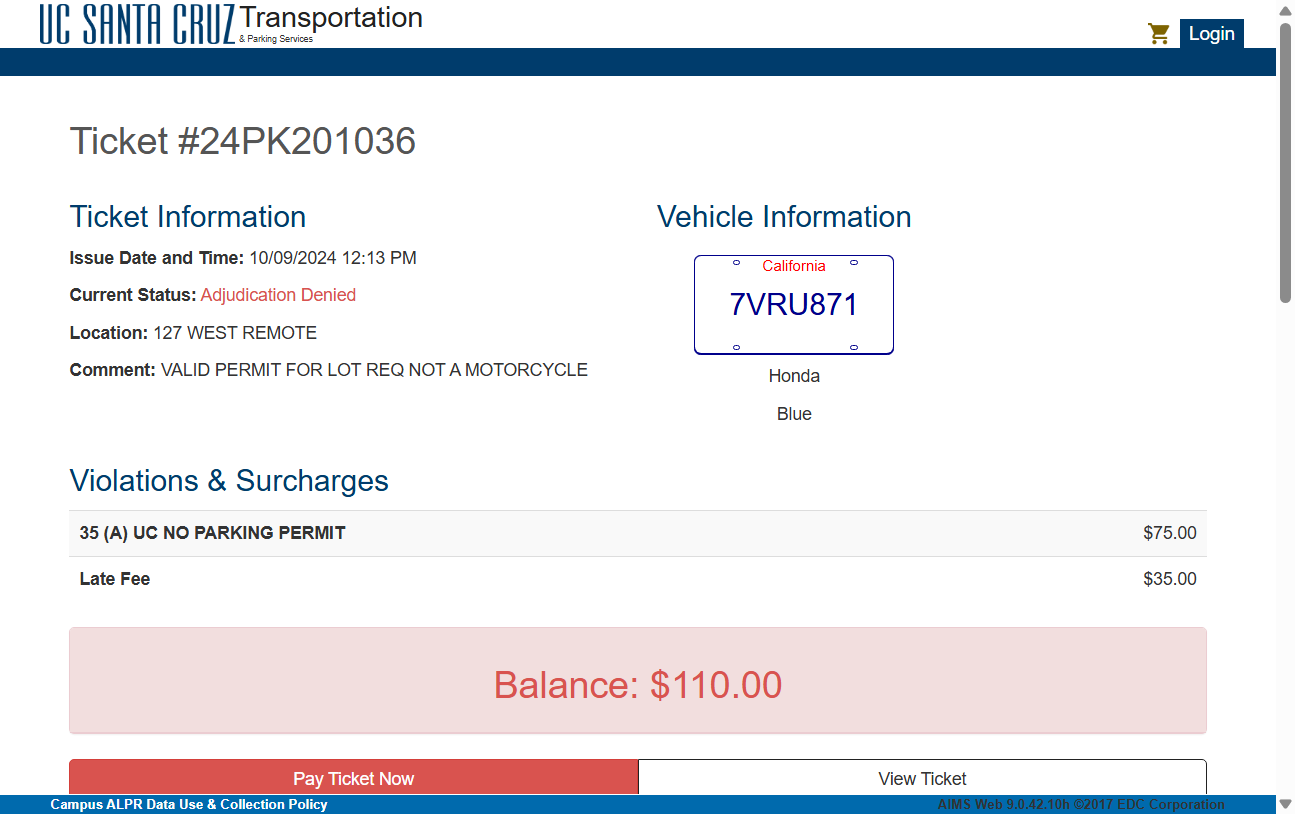 UC SANTA CRUZ Transportation
& Parking Services
Login
Ticket #24PK201036
Ticket Information
Issue Date and Time: 10/09/2024 12:13 PM
Current Status: Adjudication Denied
Location: 127 WEST REMOTE
Comment: VALID PERMIT FOR LOT REQ NOT A MOTORCYCLE
Vehicle Information
California
7VRU871
Honda
Blue
Violations & Surcharges
35 (A) UC NO PARKING PERMIT $75.00
Late Fee $35.00
Balance: $110.00
Pay Ticket Now
View Ticket
Campus ALPR Data Use & Collection Policy
AIMS Web 9.0.42.10h ©2017 EDC Corporation